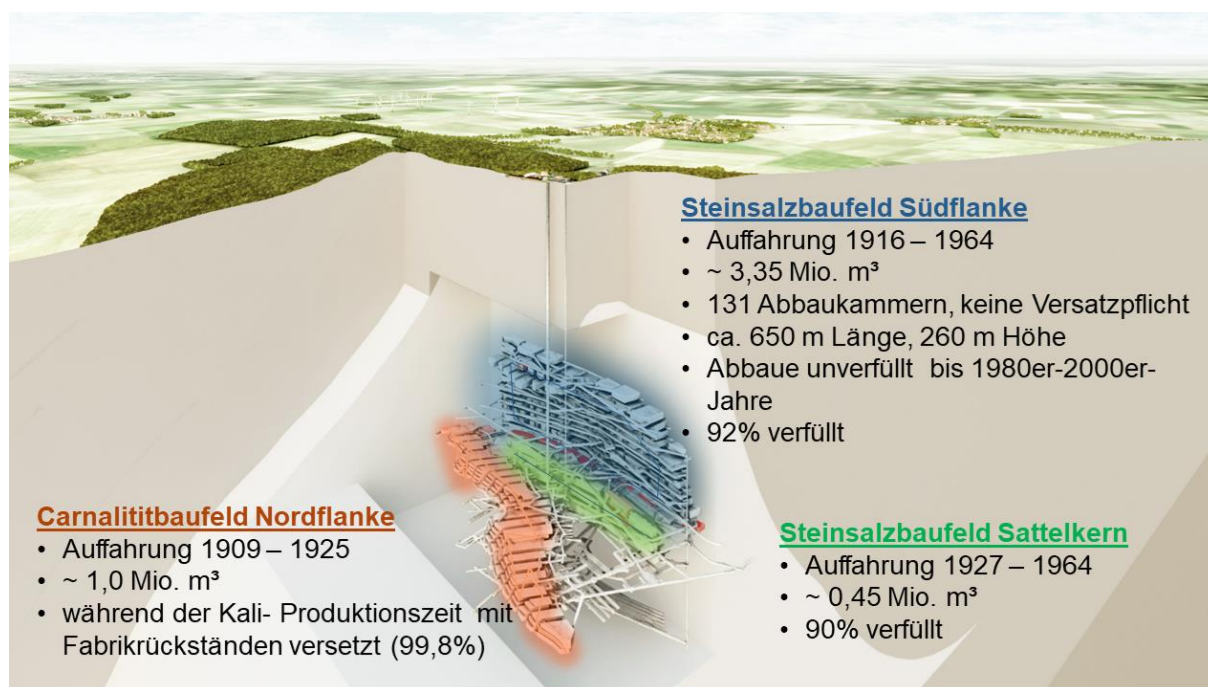 Steinsalzbaufeld Südflanke
• Auffahrung 1916 – 1964
• ~ 3,35 Mio. m³
• 131 Abbaukammern, keine Versatzpflicht
• ca. 650 m Länge, 260 m Höhe
• Abbaue unverfüllt bis 1980er-2000er-
Jahre
• 92% verfüllt
Carnalititbaufeld Nordflanke
• Auffahrung 1909 – 1925
• ~ 1,0 Mio. m³
• während der Kali- Produktionszeit mit
Fabrikrückständen versetzt (99,8%)
Steinsalzbaufeld Sattelkern
• Auffahrung 1927 – 1964
• ~ 0,45 Mio. m³
• 90% verfüllt